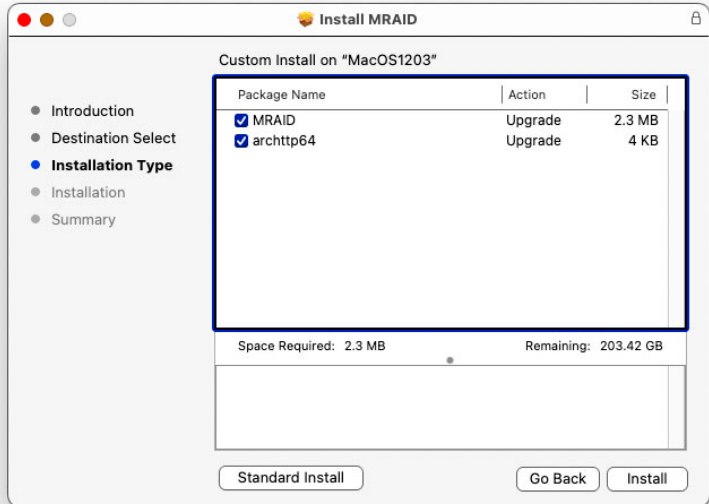 Install MRAID
Custom Install on “MacOS1203”
Introduction
Destination Select
Installation Type
Installation
Summary
Package Name Action Size
MRAID Upgrade 2.3 MB
archttp64 Upgrade 4 KB
Space Required: 2.3 MB Remaining: 203.42 GB
Standard Install Go Back Install